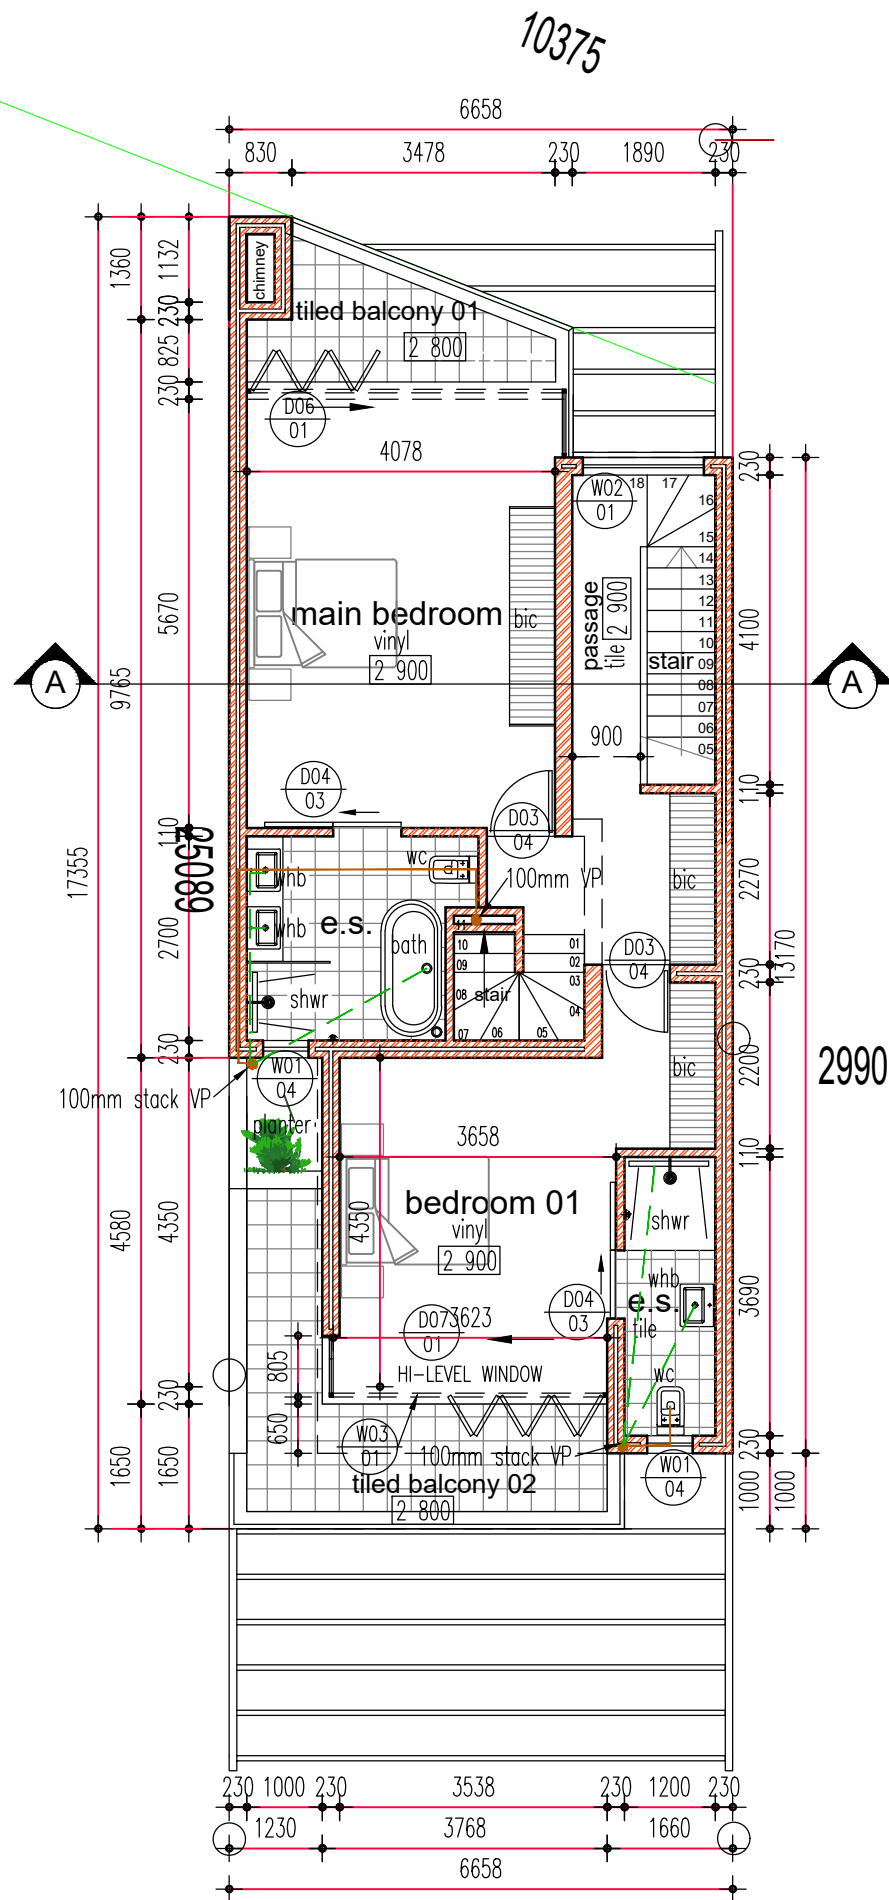 10375
6658
830 3478 230 1890 230
chimney
1360
1132
230
825
230
tiled balcony 01
2 800
D06
01
4078
230
W02
01
18 17
16
15
14
13
12
11
10
09
08
07
06
05
main bedroom
bic
vinyl
2 900
passage
tile 2 900
stair
5670
9765
4100
A
A
900
D04
03
D03
04
110
110
17355
25089
wc
whb
100mm VP
e.s.
whb
bath
shwr
bic
2270
2700
11
10
09
08
07
06
05
04
03
02
01
stair
D03
04
230
13170
230
W01
04
100mm stack VP
planter
bic
2200
2990
3658
110
bedroom 01
vinyl
2 900
4350
shwr
4580
4350
whb
e.s.
tile
3690
D04
03
D07
01
3623
805
HI-LEVEL WINDOW
wc
230
650
W03
01
100mm stack VP
230
1650
1650
tiled balcony 02
2 800
W01
04
1000
1000
230 1000 230 3538 230 1200 230
1230 3768 1660
6658